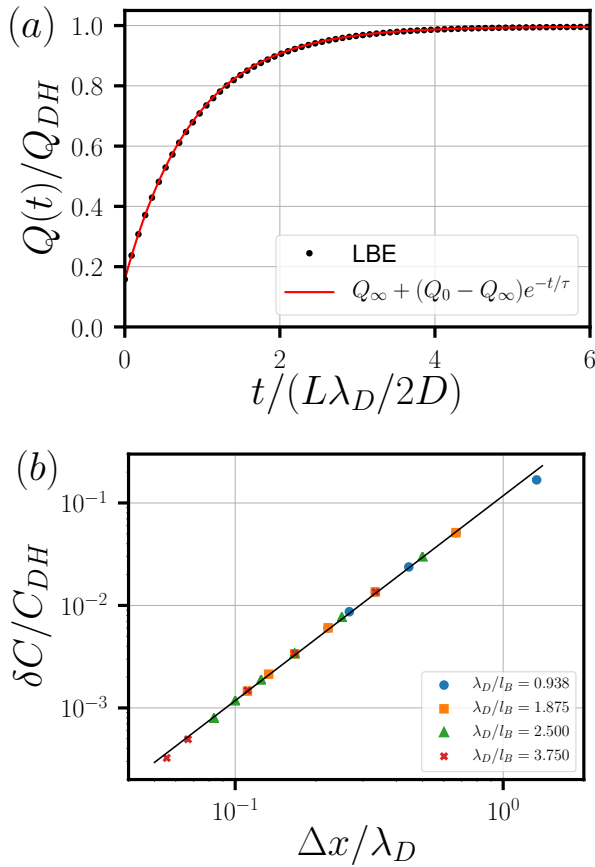 (a)
Q(t)/Q_{DH}
1.0
0.8
0.6
0.4
0.2
0.0
LBE
Q_∞ + (Q_0 − Q_∞)e^{−t/τ}
0 2 4 6
t/(Lλ_D/2D)
(b)
δC/C_{DH}
10^{−1}
10^{−2}
10^{−3}
λ_D/l_B = 0.938
λ_D/l_B = 1.875
λ_D/l_B = 2.500
λ_D/l_B = 3.750
10^{−1} 10^{0}
Δx/λ_D